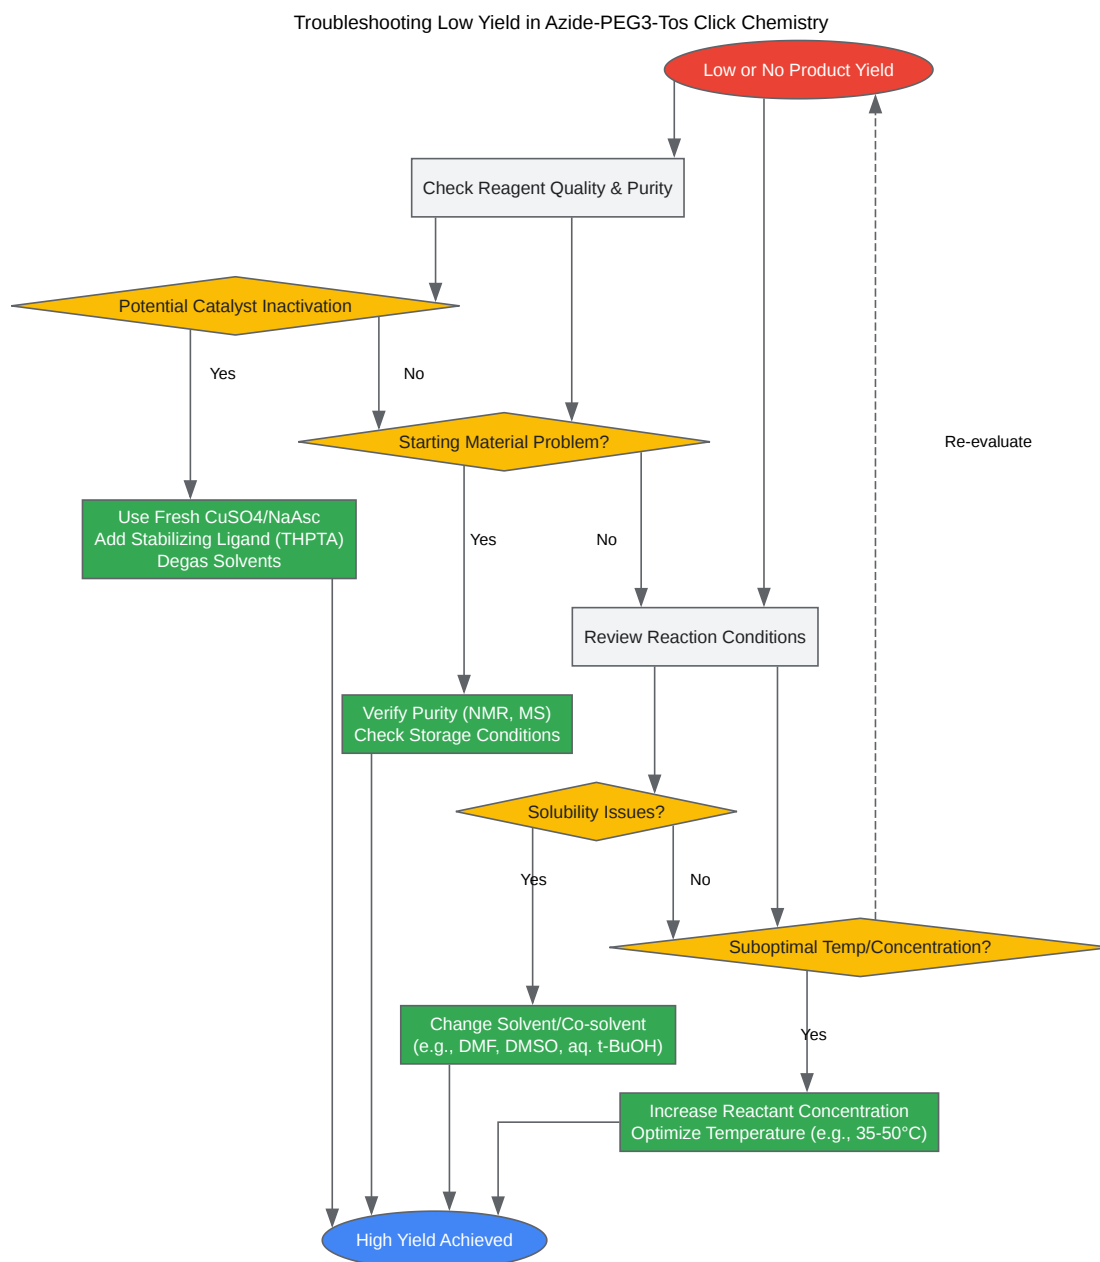 Troubleshooting Low Yield in Azide-PEG3-Tos Click Chemistry
Low or No Product Yield
Check Reagent Quality & Purity
Potential Catalyst Inactivation
Yes
No
Starting Material Problem?
Re-evaluate
Use Fresh CuSO4/NaAsc
Add Stabilizing Ligand (THPTA)
Degas Solvents
Yes
No
Review Reaction Conditions
Verify Purity (NMR, MS)
Check Storage Conditions
Solubility Issues?
Yes
No
Suboptimal Temp/Concentration?
Change Solvent/Co-solvent
(e.g., DMF, DMSO, aq. t-BuOH)
Yes
Increase Reactant Concentration
Optimize Temperature (e.g., 35-50°C)
High Yield Achieved